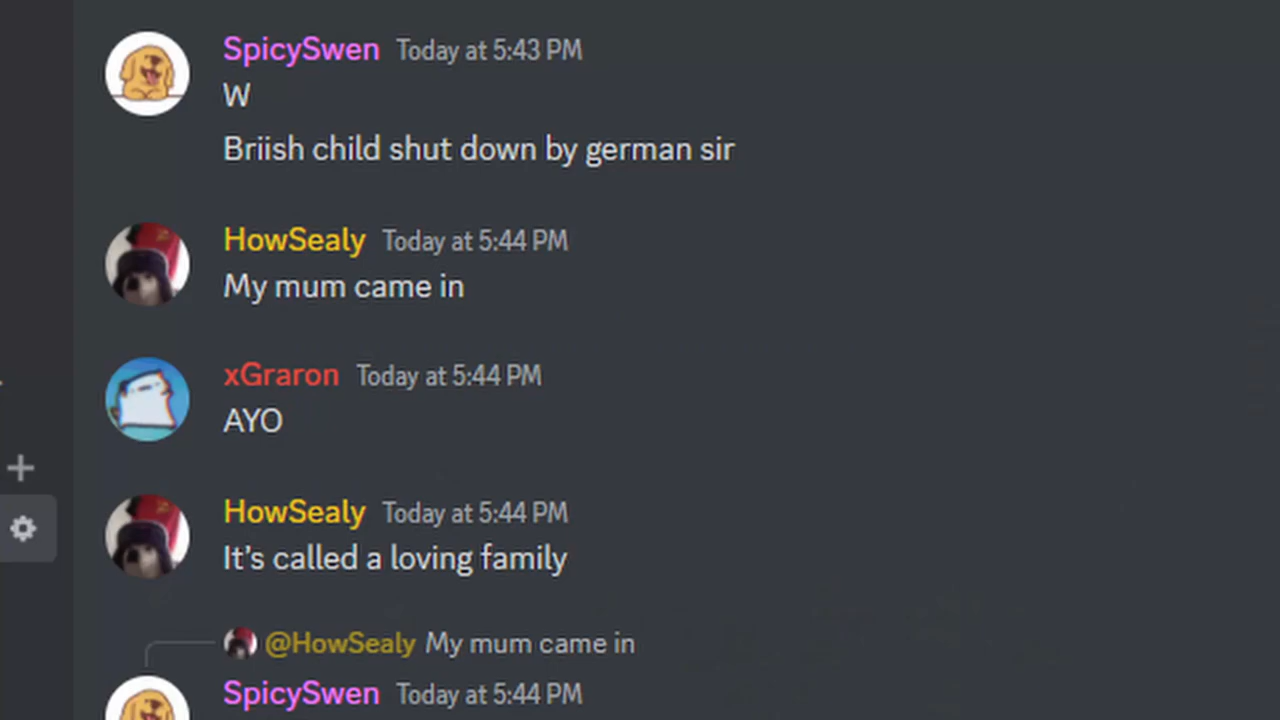 SpicySwen Today at 5:43 PM
W
Briish child shut down by german sir
HowSealy Today at 5:44 PM
My mum came in
xGraron Today at 5:44 PM
AYO
HowSealy Today at 5:44 PM
It's called a loving family
@HowSealy My mum came in
SpicySwen Today at 5:44 PM